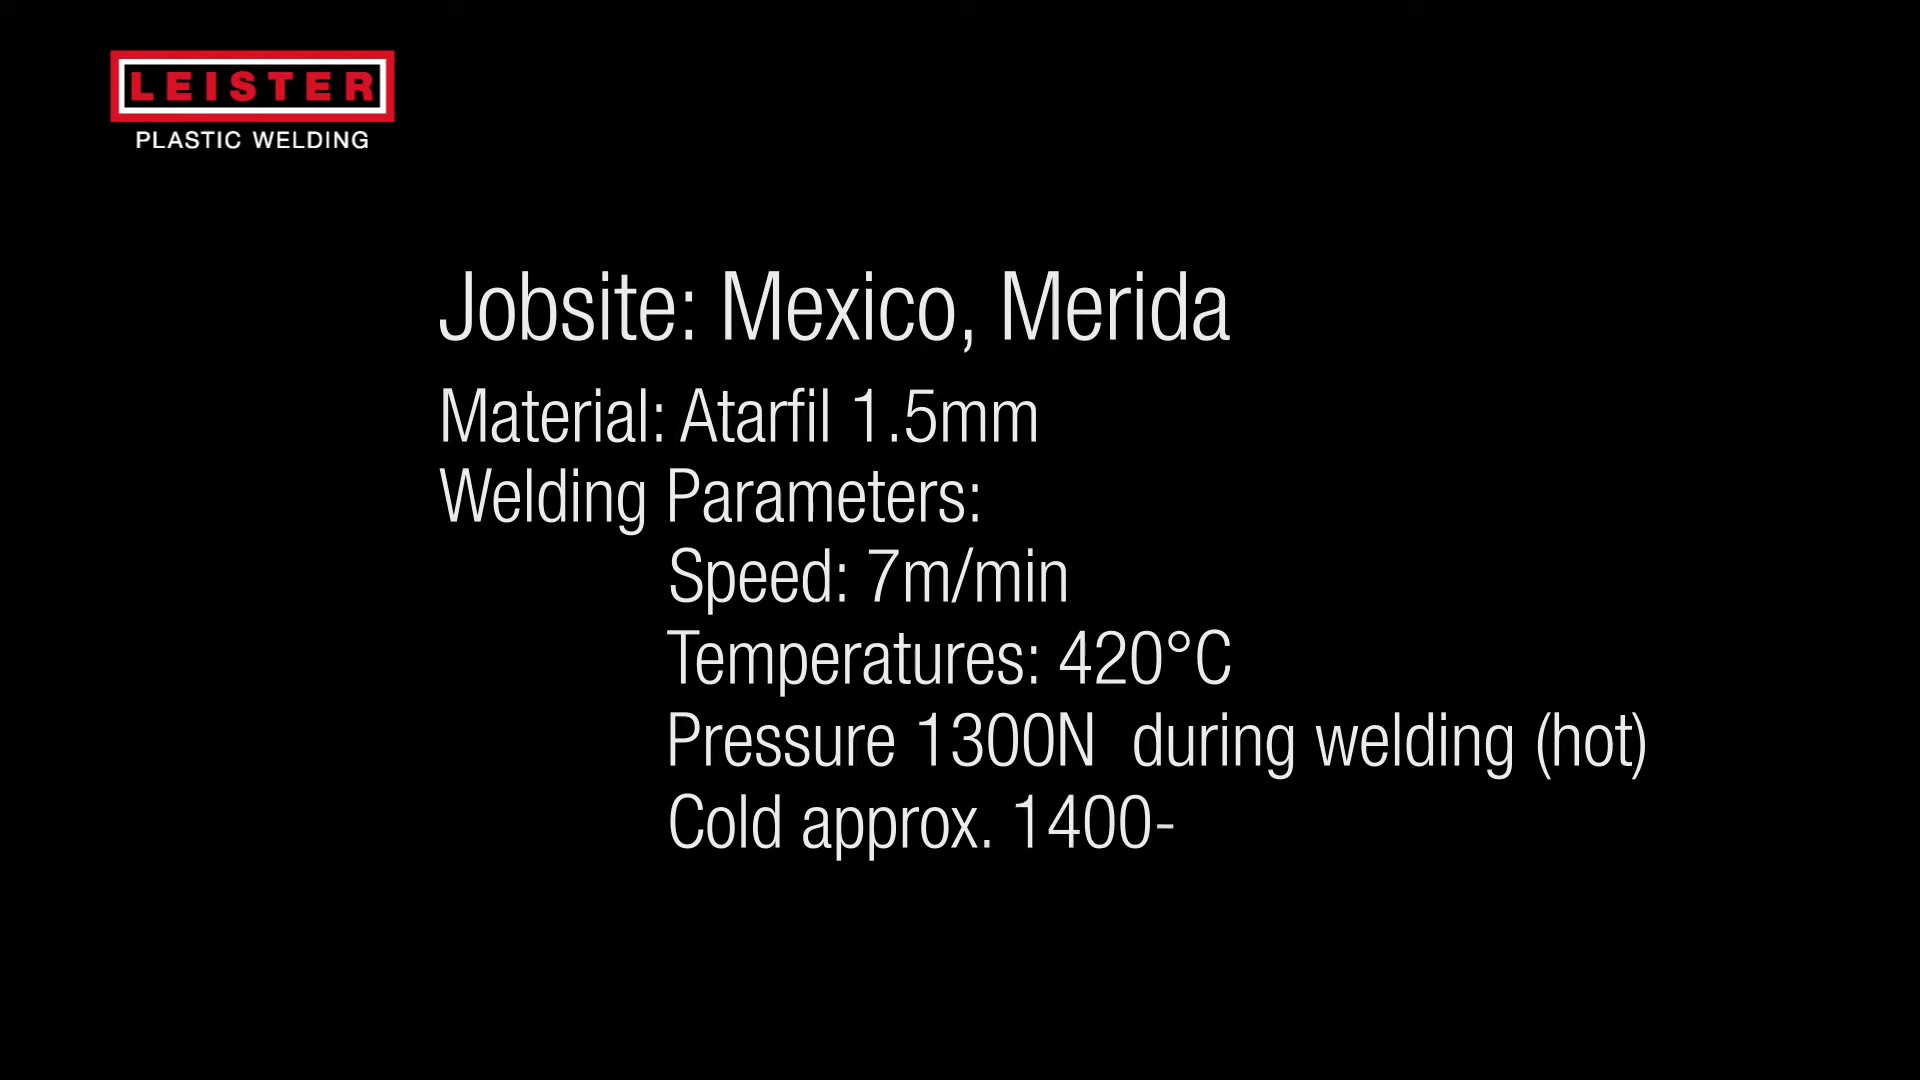 LEISTER
PLASTIC WELDING
Jobsite: Mexico, Merida
Material: Atarfil 1.5mm
Welding Parameters:
Speed: 7m/min
Temperatures: 420°C
Pressure 1300N  during welding (hot)
Cold approx. 1400-